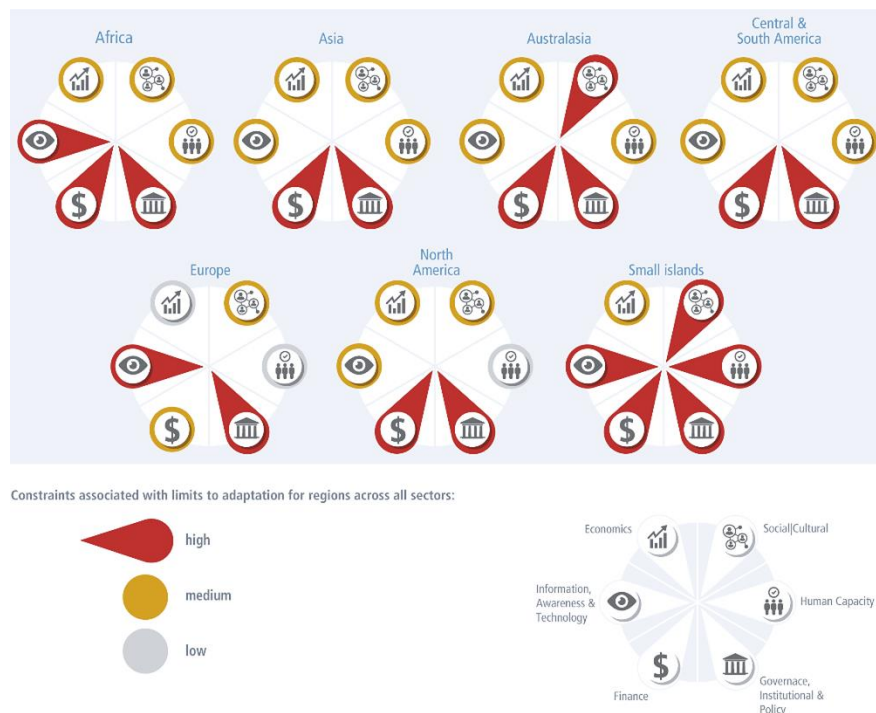 Africa
Asia
Australasia
Central &
South America
$
$
$
$
Europe
North
America
Small islands
$
$
$
Constraints associated with limits to adaptation for regions across all sectors:
high
medium
low
Economics
Social|Cultural
Information,
Awareness &
Technology
Human Capacity
$
Finance
Governace,
Institutional &
Policy